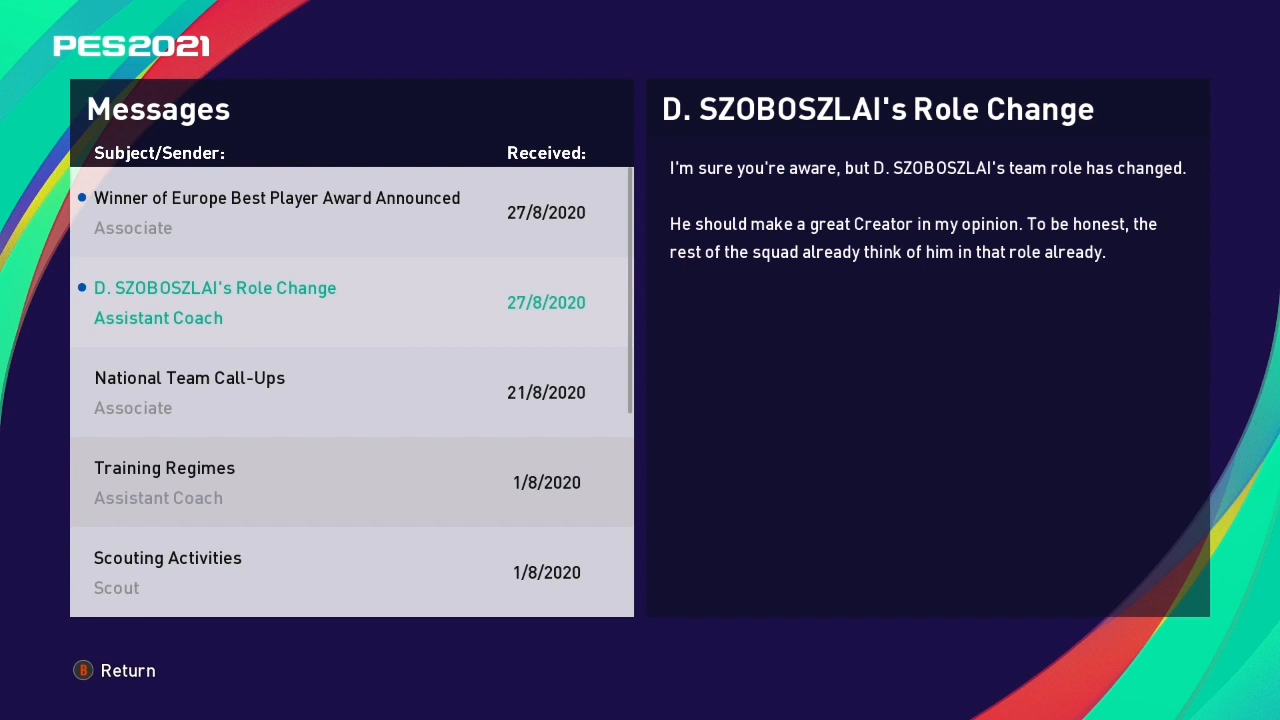 PES2021
Messages
Subject/Sender:
Received:
Winner of Europe Best Player Award Announced
Associate
27/8/2020
D. SZOBOSZLAI's Role Change
Assistant Coach
27/8/2020
National Team Call-Ups
Associate
21/8/2020
Training Regimes
Assistant Coach
1/8/2020
Scouting Activities
Scout
1/8/2020
D. SZOBOSZLAI's Role Change
I'm sure you're aware, but D. SZOBOSZLAI's team role has changed.
He should make a great Creator in my opinion. To be honest, the
rest of the squad already think of him in that role already.
B Return